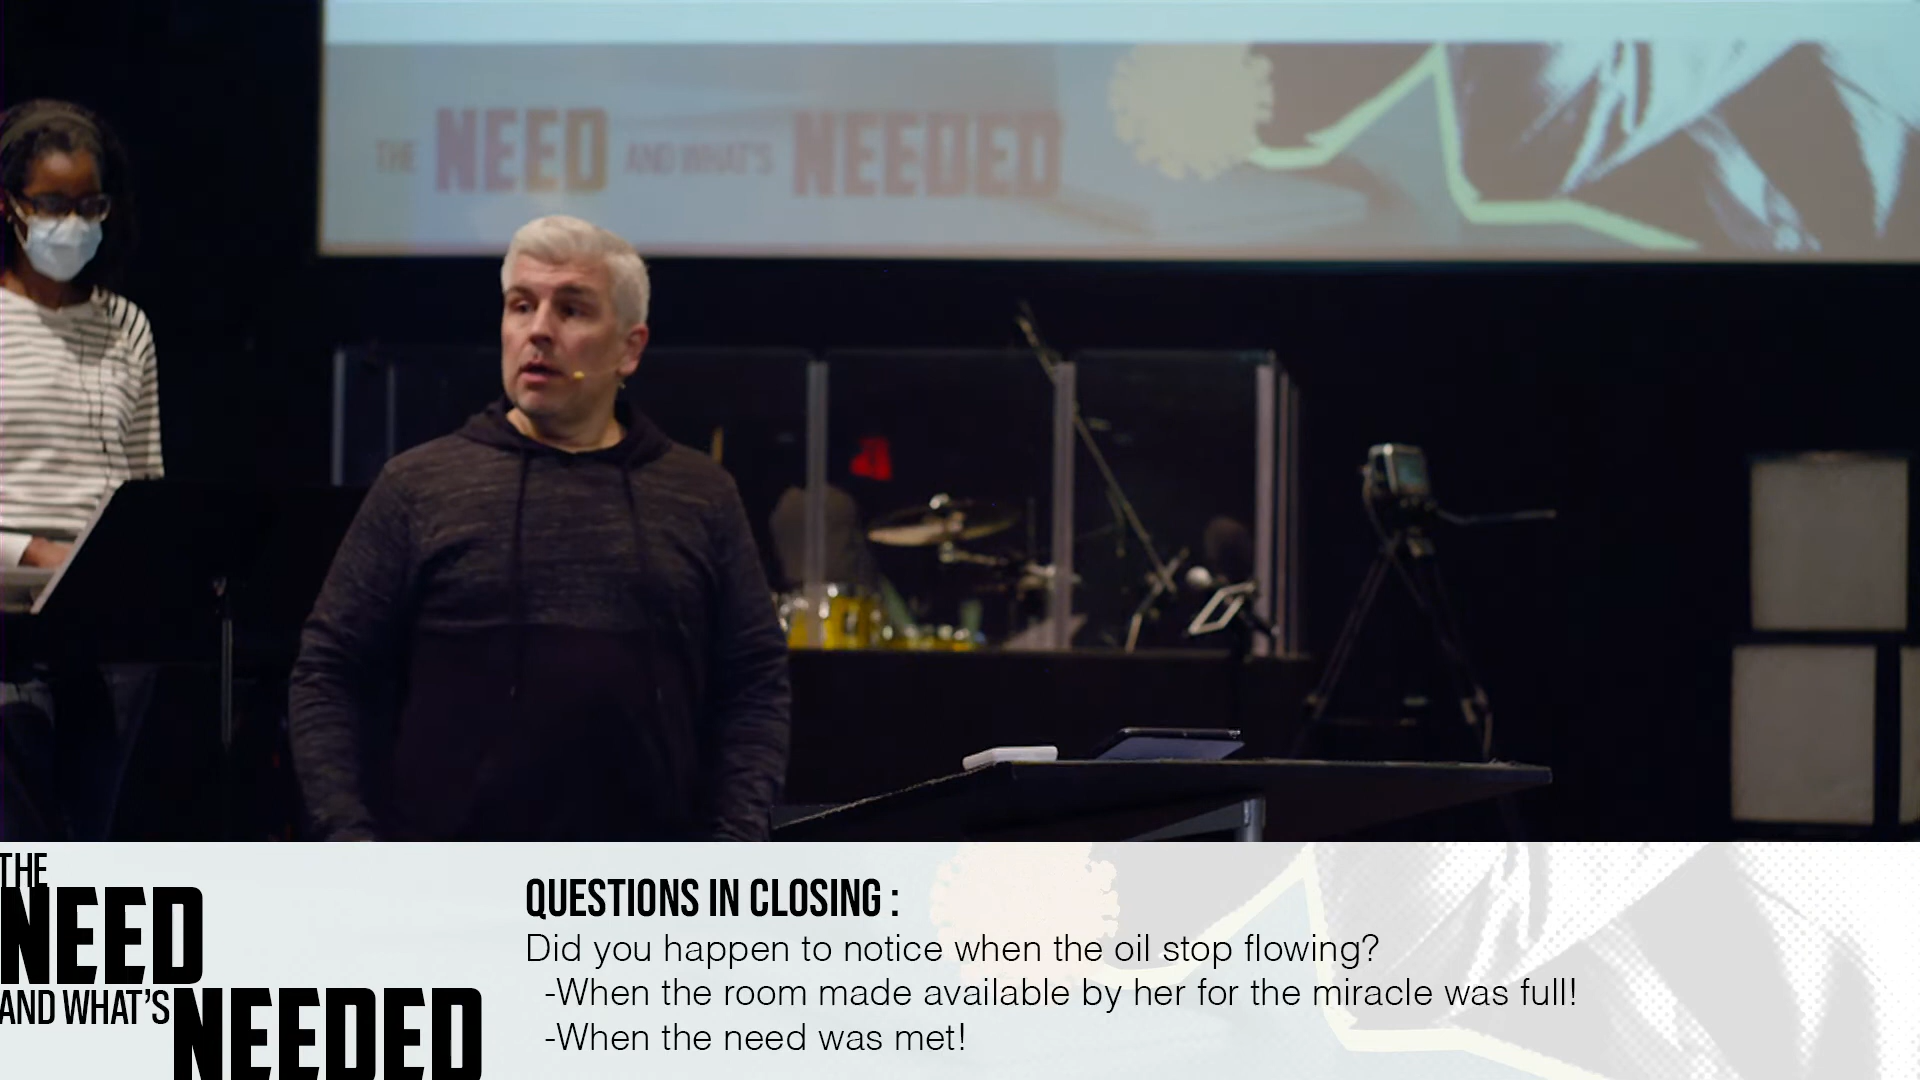 THE NEED AND WHAT'S NEEDED
THE
NEED
AND WHAT'S
NEEDED
QUESTIONS IN CLOSING :
Did you happen to notice when the oil stop flowing?
-When the room made available by her for the miracle was full!
-When the need was met!